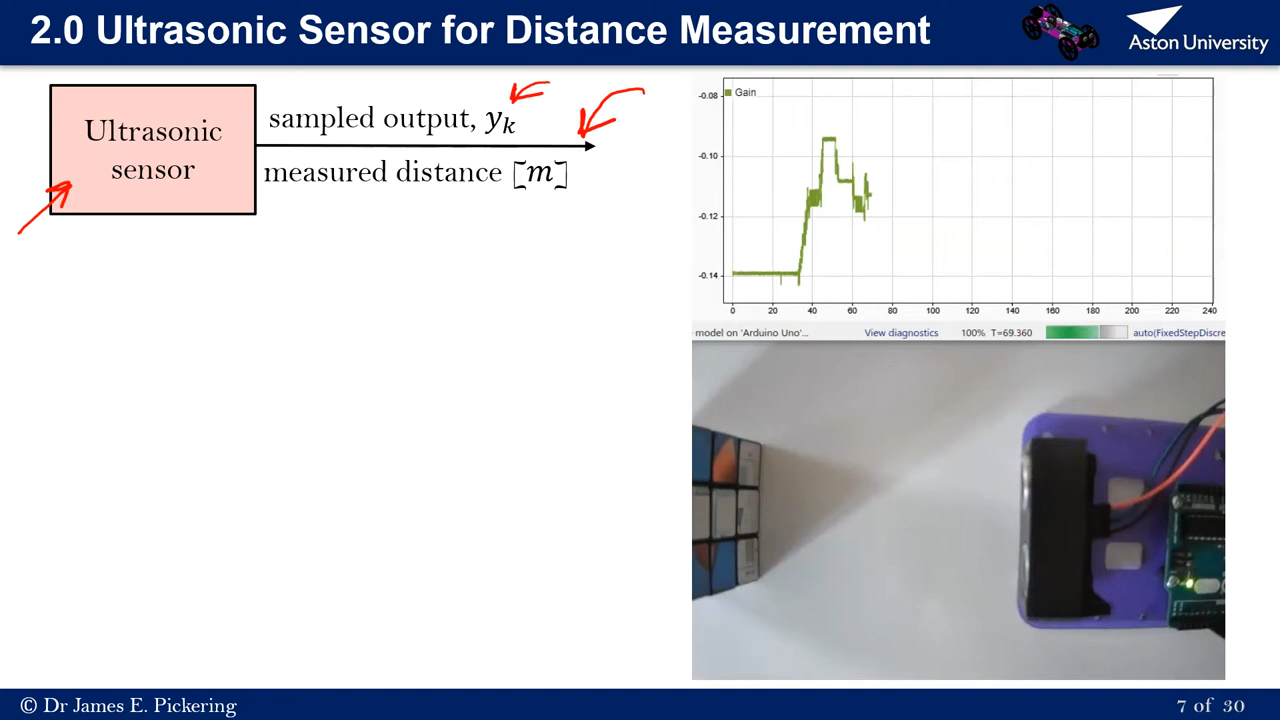 2.0 Ultrasonic Sensor for Distance Measurement
Aston University
Ultrasonic
sensor
sampled output, yₖ
measured distance [m]
Gain
-0.08
-0.10
-0.12
-0.14
0 20 40 60 80 100 120 140 160 180 200 220 240
model on 'Arduino Uno'... View diagnostics 100% T=69.360 auto(FixedStepDiscre
© Dr James E. Pickering
7 of 30